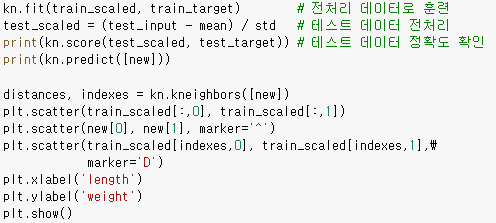 kn.fit(train_scaled, train_target) # 전처리 데이터로 훈련
test_scaled = (test_input - mean) / std # 테스트 데이터 전처리
print(kn.score(test_scaled, test_target)) # 테스트 데이터 정확도 확인
print(kn.predict([new]))

distances, indexes = kn.kneighbors([new])
plt.scatter(train_scaled[:,0], train_scaled[:,1])
plt.scatter(new[0], new[1], marker='^')
plt.scatter(train_scaled[indexes,0], train_scaled[indexes,1],₩
marker='D')
plt.xlabel('length')
plt.ylabel('weight')
plt.show()